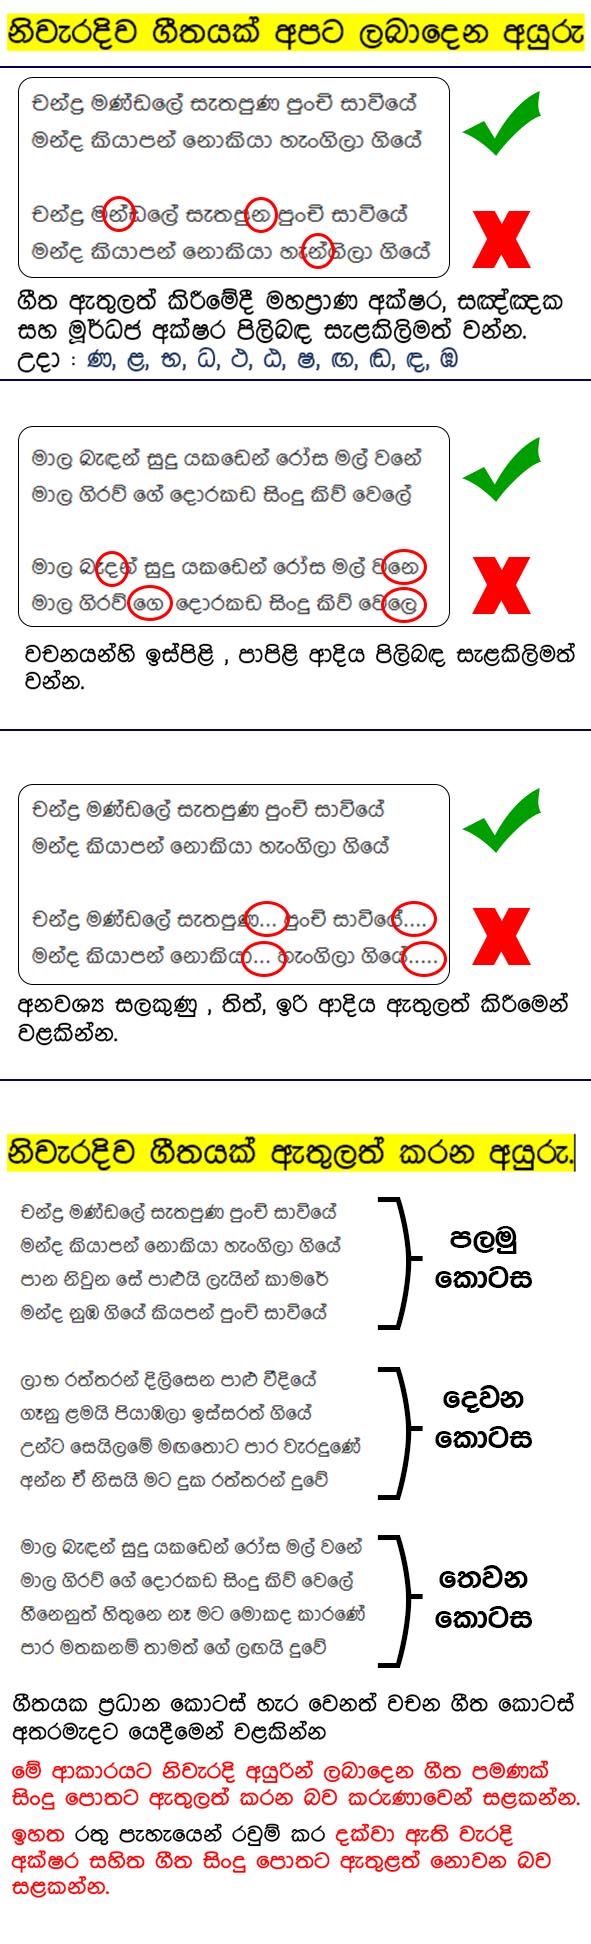 නිවැරදිව ගීතයක් අපට ලබාදෙන අයුරු
චන්ද්‍ර මණ්ඩලේ සැතපුණ පුංචි සාවියේ
මන්ද කියාපන් නොකියා හැංගිලා ගියේ
චන්ද්‍ර මන්ඩලේ සැතපුන පුංචි සාවියේ
මන්ද කියාපන් නොකියා හැන්ගිලා ගියේ
ගීත ඇතුලත් කිරීමේදී මහප්‍රාණ අක්ෂර, සඤ්ඤක
සහ මූර්ධජ අක්ෂර පිලිබඳ සැළකිලිමත් වන්න.
උදා : ණ, ළ, භ, ධ, ථ, ඨ, ෂ, ඟ, ඬ, ඳ, ඹ
මාල බැඳන් සුදු යකඩෙන් රෝස මල් වනේ
මාල ගිරව් ගේ දොරකඩ සිංදු කිව් වෙලේ
මාල බැදන් සුදු යකඩෙන් රෝස මල් වනෙ
මාල ගිරව් ගෙ දොරකඩ සිංදු කිව් වෙලෙ
වචනයන්හි ඉස්පිළි , පාපිළි ආදිය පිලිබඳ සැළකිලිමත්
වන්න.
චන්ද්‍ර මණ්ඩලේ සැතපුණ පුංචි සාවියේ
මන්ද කියාපන් නොකියා හැංගිලා ගියේ
චන්ද්‍ර මණ්ඩලේ සැතපුණ... පුංචි සාවියේ....
මන්ද කියාපන් නොකියා... හැංගිලා ගියේ.....
අනවශ්‍ය සලකුණු , තිත්, ඉරි ආදිය ඇතුලත් කිරීමෙන්
වළකින්න.
නිවැරදිව ගීතයක් ඇතුලත් කරන අයුරු.
චන්ද්‍ර මණ්ඩලේ සැතපුණ පුංචි සාවියේ
මන්ද කියාපන් නොකියා හැංගිලා ගියේ
පාන නිවුන සේ පාළුයි ලැයින් කාමරේ
මන්ද නුඹ ගියේ කියපන් පුංචි සාවියේ
පලමු
කොටස
ලාභ රත්තරන් දිලිසෙන පාළු වීදියේ
ගෑනු ළමයි පියාඹලා ඉස්සරත් ගියේ
උන්ට සෙයිලමේ මඟතොට පාර වැරදුණේ
අන්න ඒ නිසයි මට දුක රත්තරන් දුවේ
දෙවන
කොටස
මාල බැඳන් සුදු යකඩෙන් රෝස මල් වනේ
මාල ගිරව් ගේ දොරකඩ සිංදු කිව් වෙලේ
හීනෙනුත් හිතුනෙ නෑ මට මොකද කාරණේ
පාර මතකනම් තාමත් ගේ ලඟයි දුවේ
තෙවන
කොටස
ගීතයක ප්‍රධාන කොටස් හැර වෙනත් වචන ගීත කොටස්
අතරමැදට යෙදීමෙන් වළකින්න
මේ ආකාරයට නිවැරදි අයුරින් ලබාදෙන ගීත පමණක්
සිංදු පොතට ඇතුලත් කරන බව කරුණාවෙන් සළකන්න.
ඉහත රතු පැහැයෙන් රවුම් කර දක්වා ඇති වැරදි
අක්ෂර සහිත ගීත සිංදු පොතට ඇතුළත් නොවන බව
සළකන්න.